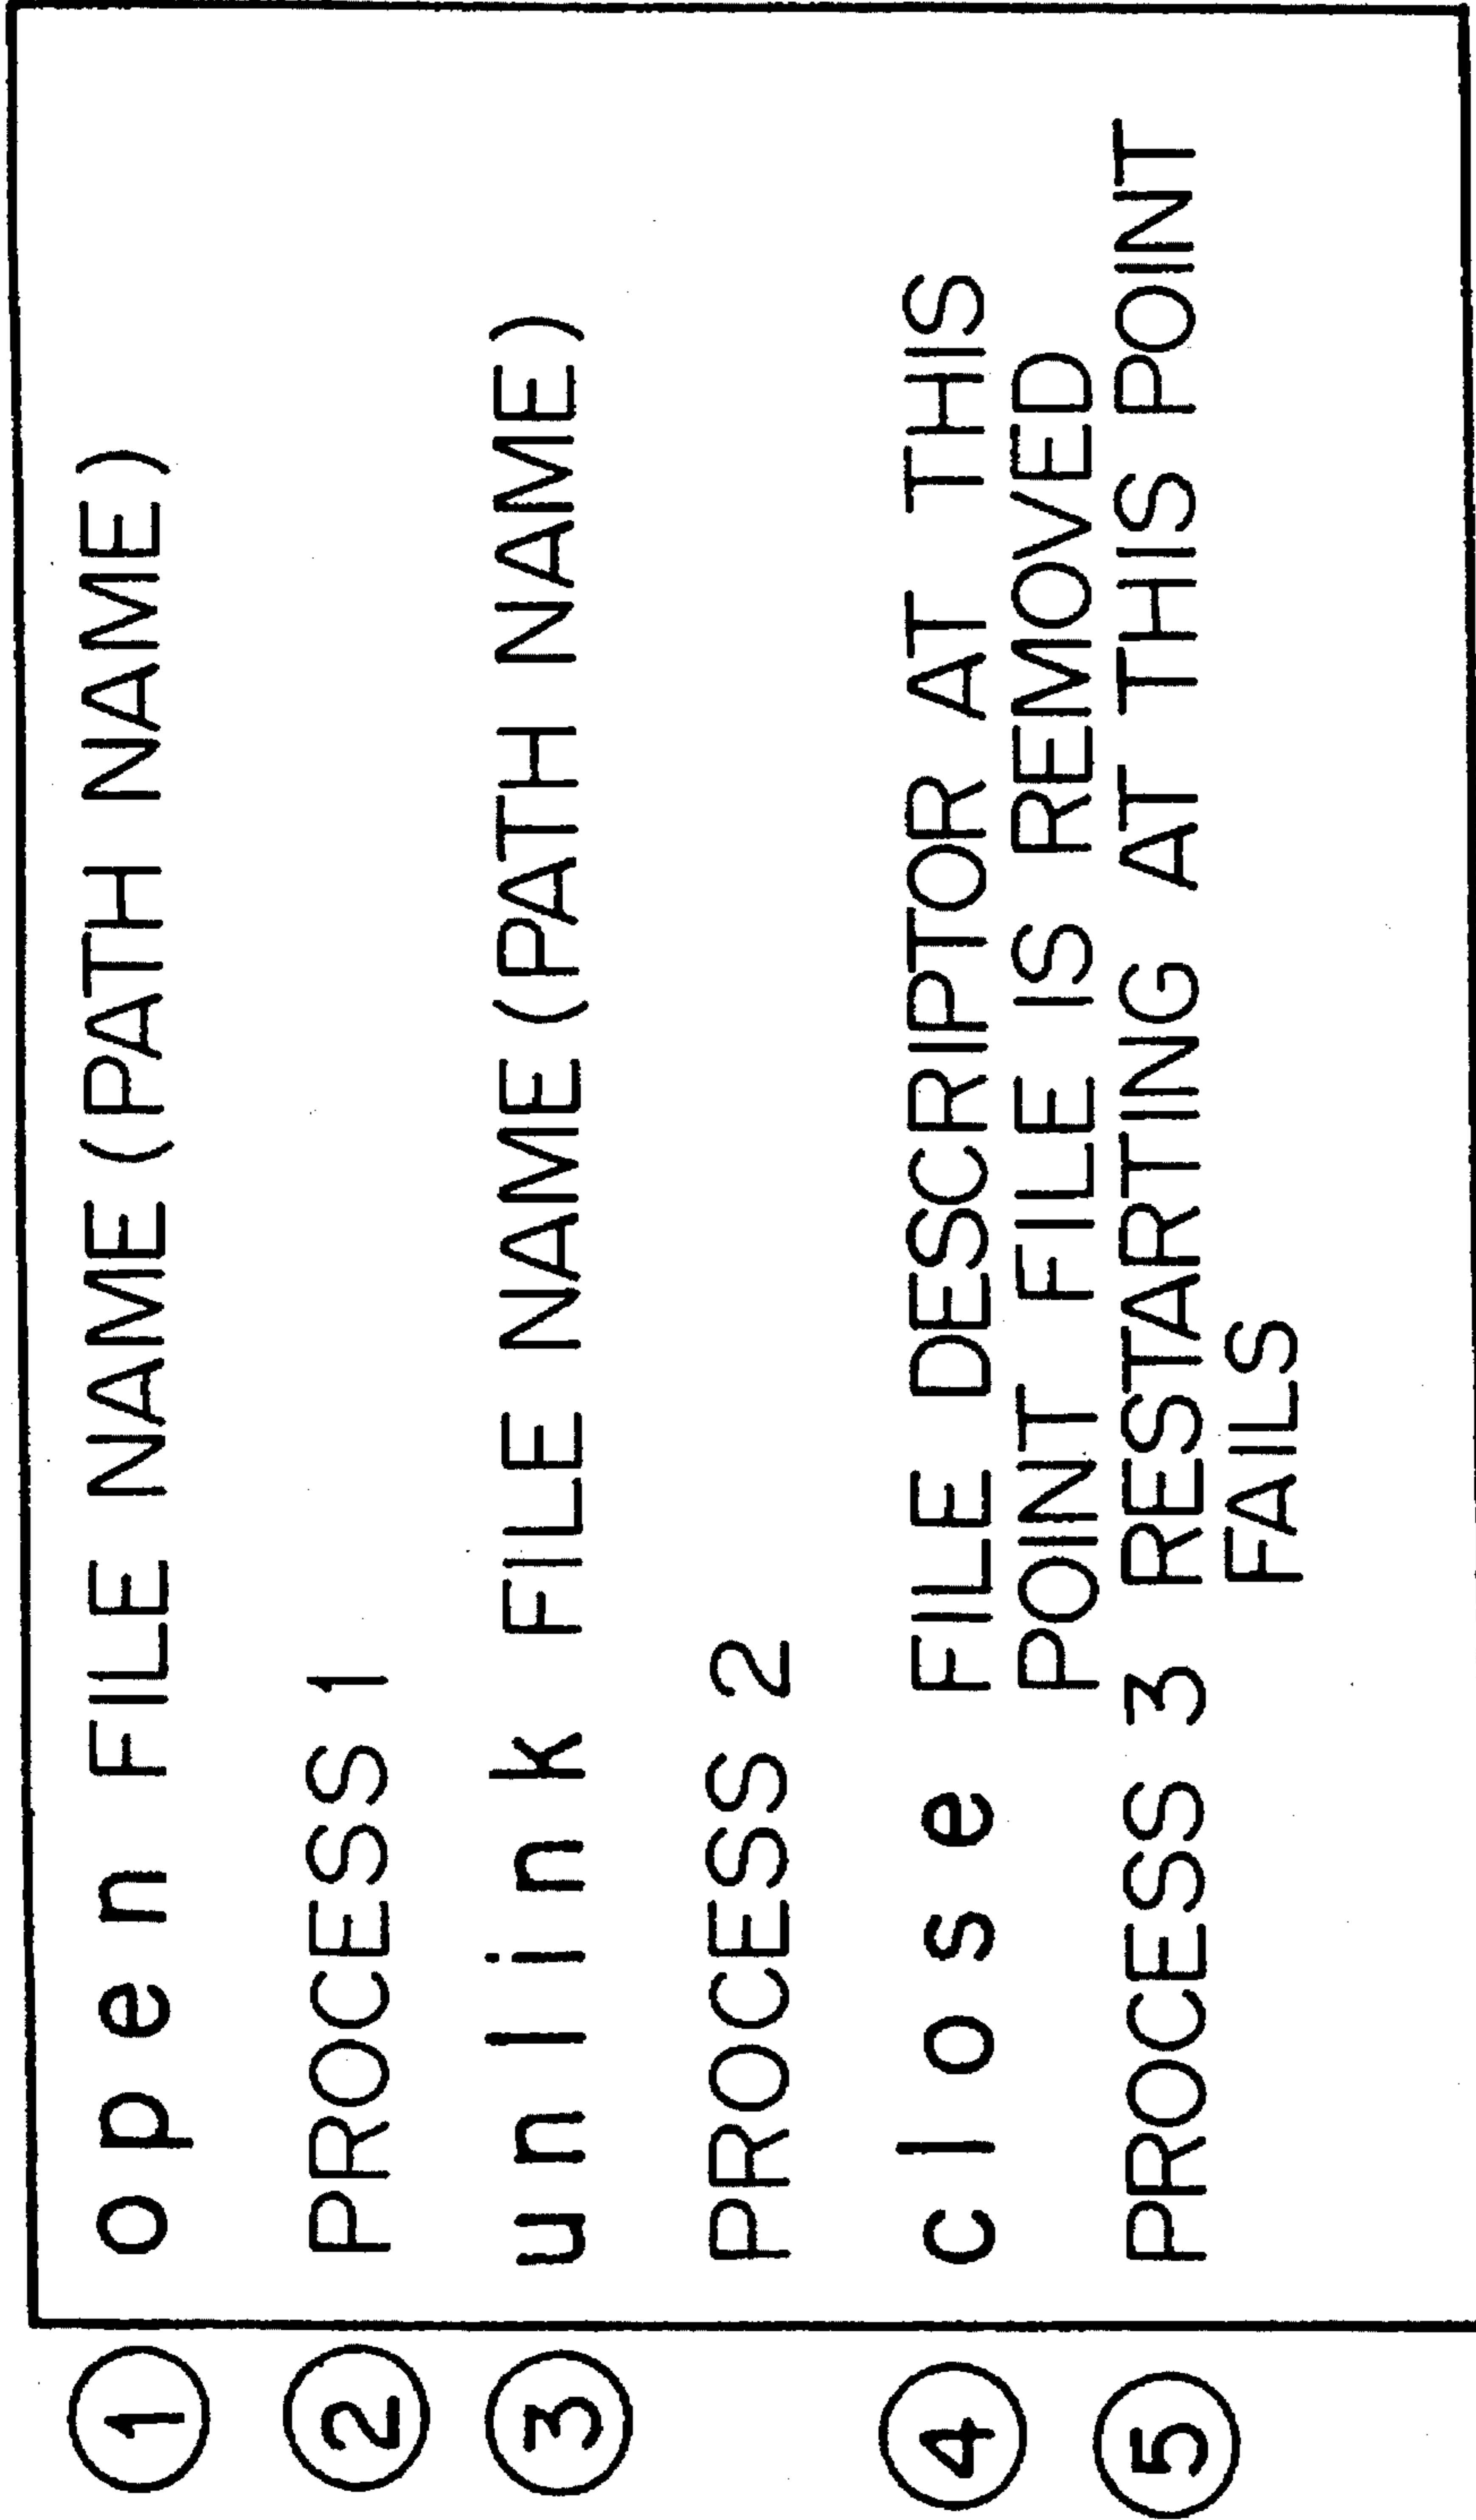 ① open FILE NAME (PATH NAME)
② PROCESS 1
③ unlink FILE NAME (PATH NAME)
PROCESS 2
④ close FILE DESCRIPTOR AT THIS
POINT FILE IS REMOVED
⑤ PROCESS 3 RESTARTING AT THIS POINT
FAILS